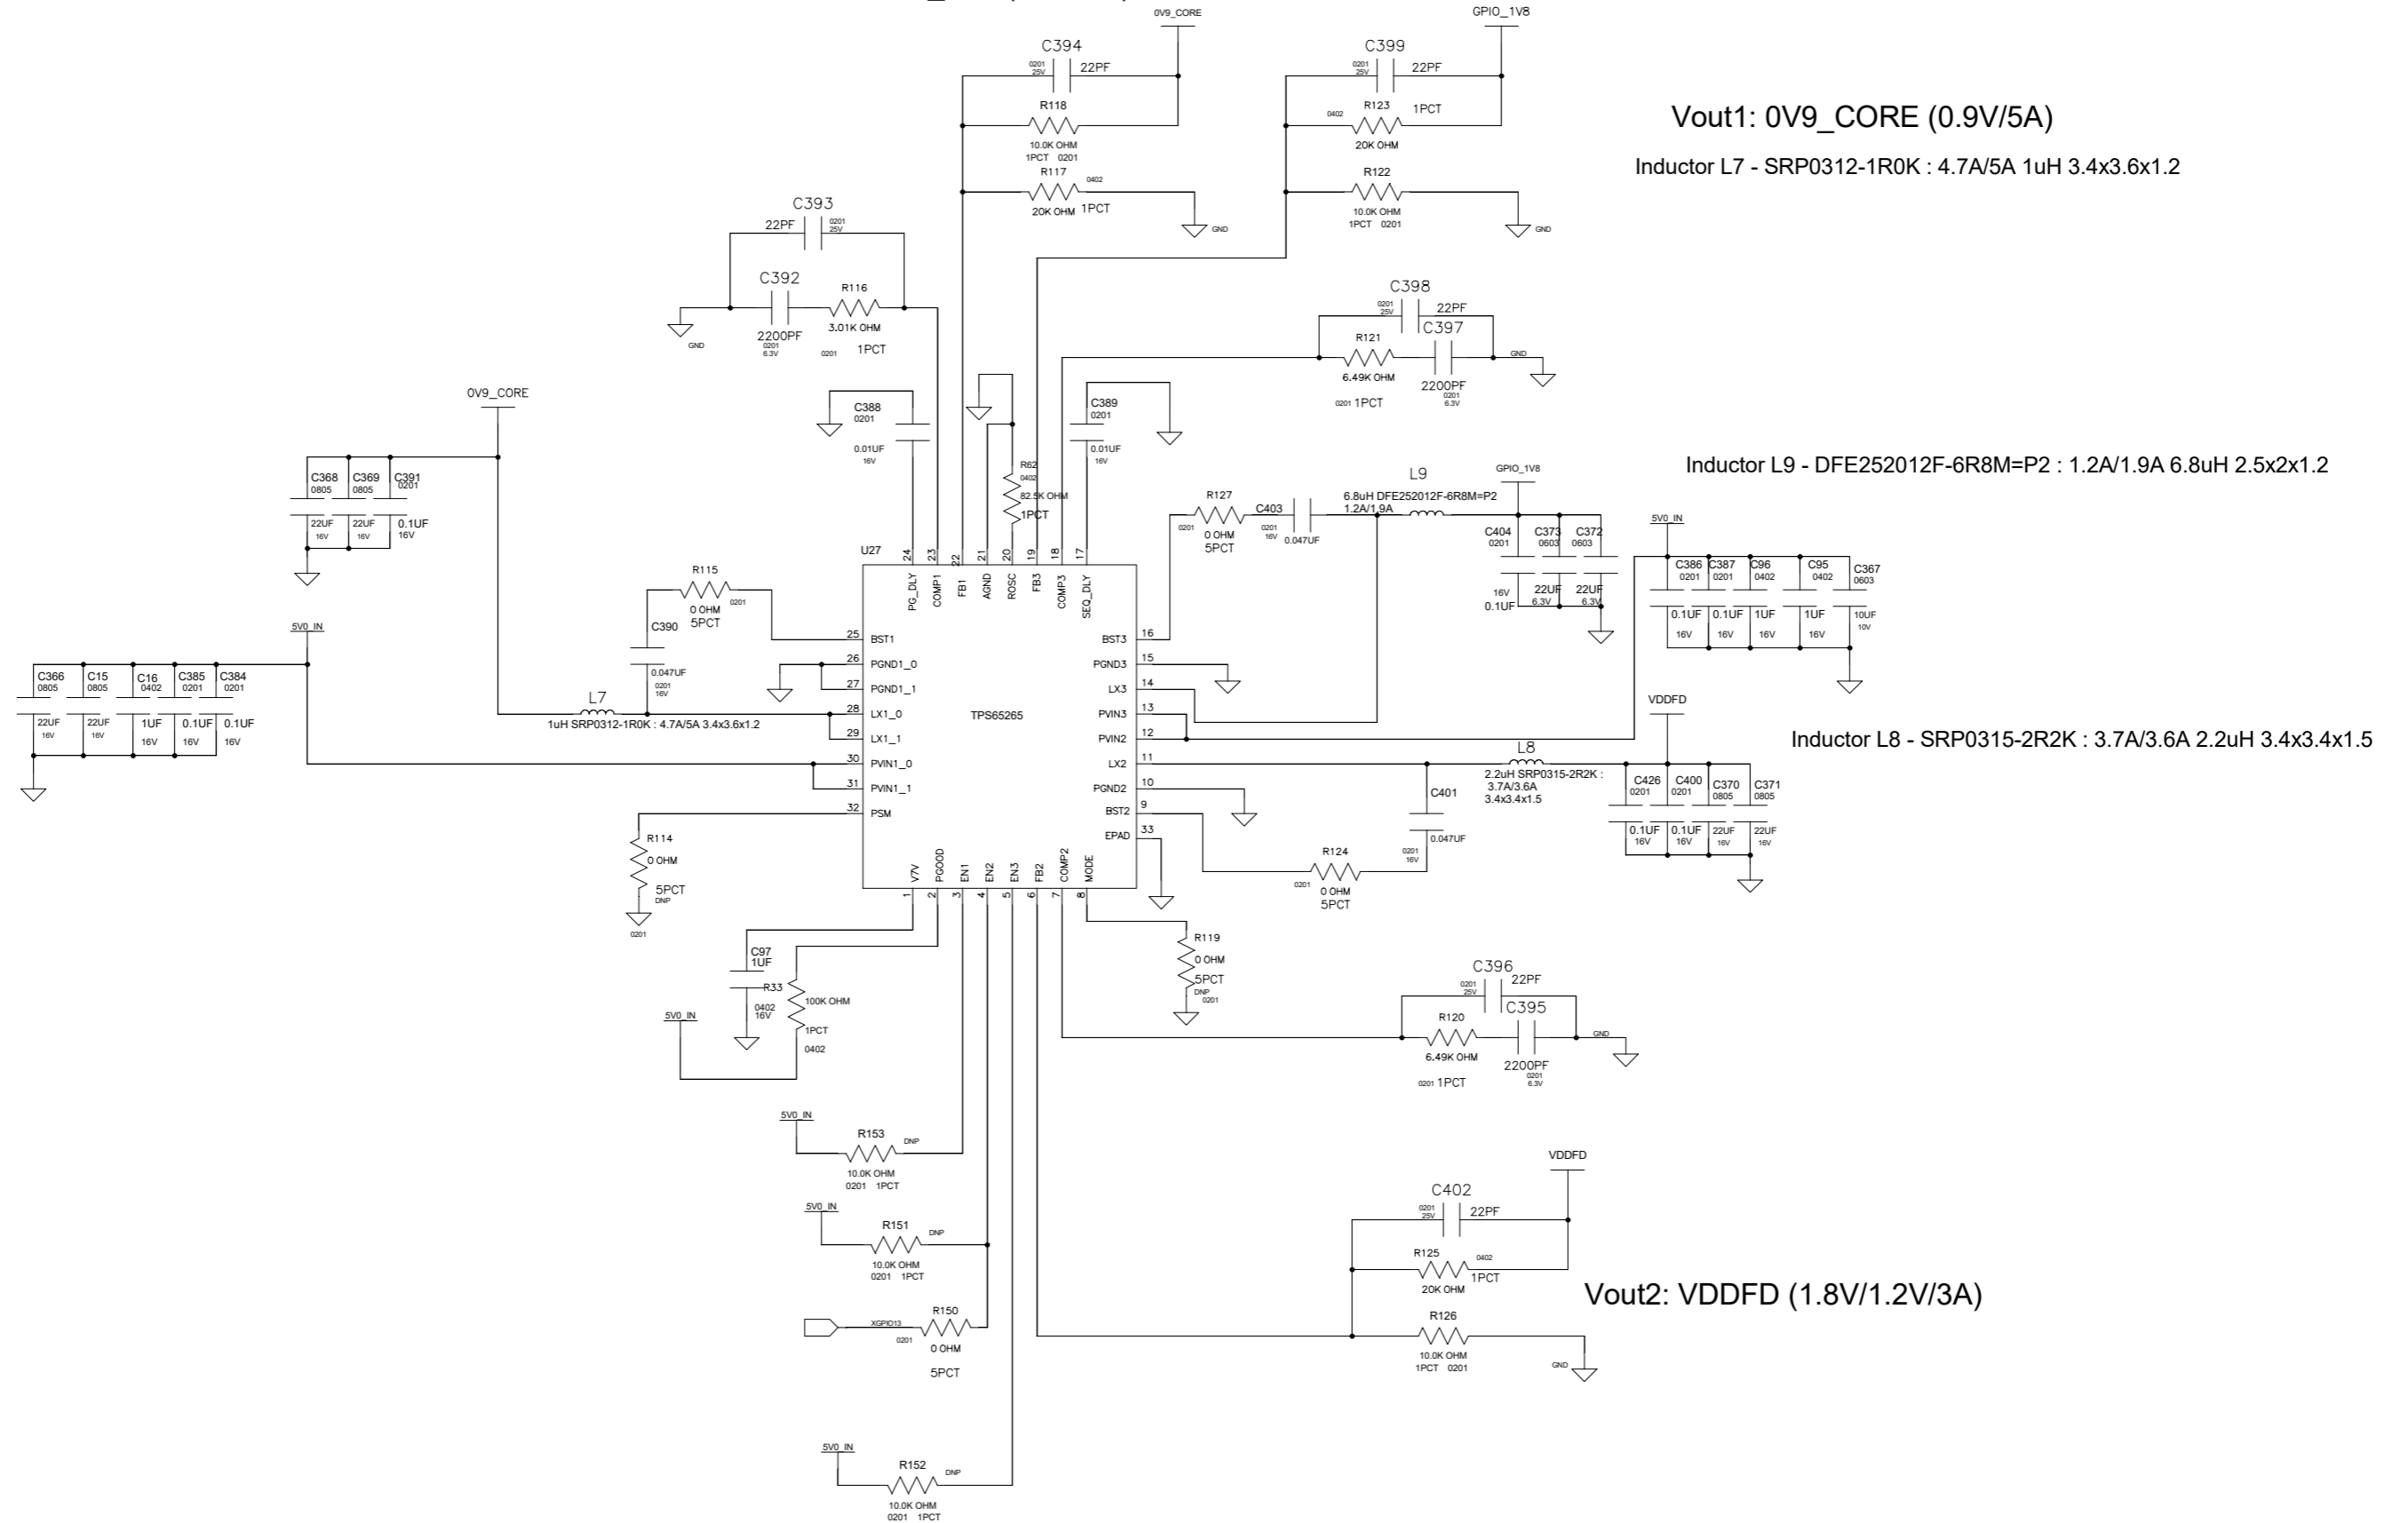 0V9_CORE
GPIO_1V8
C394
0201
25V
22PF
R118
10.0K OHM
1PCT 0201
R117
0402
20K OHM
1PCT
GND
C399
0201
25V
22PF
R123
1PCT
0402
20K OHM
R122
10.0K OHM
1PCT 0201
GND
Vout1: 0V9_CORE (0.9V/5A)
Inductor L7 - SRP0312-1R0K : 4.7A/5A 1uH 3.4x3.6x1.2
C393
22PF
0201
25V
C392
R116
2200PF
0201
6.3V
3.01K OHM
0201
1PCT
GND
C398
0201
25V
22PF
C397
R121
6.49K OHM
0201 1PCT
2200PF
0201
6.3V
GND
C388
0201
0.01UF
16V
C389
0201
0.01UF
16V
R62
0402
82.5K OHM
1PCT
0V9_CORE
C368
0805
22UF
16V
C369
0805
22UF
16V
C391
0201
0.1UF
16V
Inductor L9 - DFE252012F-6R8M=P2 : 1.2A/1.9A 6.8uH 2.5x2x1.2
L9
6.8uH DFE252012F-6R8M=P2
1.2A/1.9A
GPIO_1V8
R127
0201
0 OHM
5PCT
C403
0201
16V
0.047UF
C404
0201
16V
0.1UF
C373
0603
22UF
6.3V
C372
0603
22UF
6.3V
5V0_IN
C386
0201
0.1UF
16V
C387
0201
0.1UF
16V
C96
0402
1UF
16V
C95
0402
1UF
16V
C367
0603
10UF
10V
U27
24
23
22
21
20
19
18
17
PG_DLY
COMP1
FB1
AGND
ROSC
FB3
COMP3
SEQ_DLY
R115
0201
0 OHM
5PCT
C390
0.047UF
0201
16V
5V0_IN
C366
0805
22UF
16V
C15
0805
22UF
16V
C16
0402
1UF
16V
C385
0201
0.1UF
16V
C384
0201
0.1UF
16V
L7
1uH SRP0312-1R0K : 4.7A/5A 3.4x3.6x1.2
25 BST1
26 PGND1_0
27 PGND1_1
28 LX1_0
29 LX1_1
30 PVIN1_0
31 PVIN1_1
32 PSM
TPS65265
BST3 16
PGND3 15
LX3 14
PVIN3 13
PVIN2 12
LX2 11
PGND2 10
BST2 9
EPAD 33
VDDFD
Inductor L8 - SRP0315-2R2K : 3.7A/3.6A 2.2uH 3.4x3.4x1.5
L8
2.2uH SRP0315-2R2K :
3.7A/3.6A
3.4x3.4x1.5
C401
0.047UF
0201
16V
C426
0201
0.1UF
16V
C400
0201
0.1UF
16V
C370
0805
22UF
16V
C371
0805
22UF
16V
R124
0201
0 OHM
5PCT
R114
0 OHM
5PCT
DNP
0201
V7V
PGOOD
EN1
EN2
EN3
FB2
COMP2
MODE
1
2
3
4
5
6
7
8
R119
0 OHM
5PCT
DNP
0201
C97
1UF
0402
16V
R33
100K OHM
1PCT
0402
5V0_IN
C396
0201
25V
22PF
C395
R120
6.49K OHM
0201 1PCT
2200PF
0201
6.3V
GND
5V0_IN
R153
DNP
10.0K OHM
0201 1PCT
5V0_IN
R151
DNP
10.0K OHM
0201 1PCT
XGPIO13
R150
0201
0 OHM
5PCT
VDDFD
C402
0201
25V
22PF
R125
0402
1PCT
20K OHM
R126
10.0K OHM
1PCT 0201
GND
Vout2: VDDFD (1.8V/1.2V/3A)
5V0_IN
R152
DNP
10.0K OHM
0201 1PCT